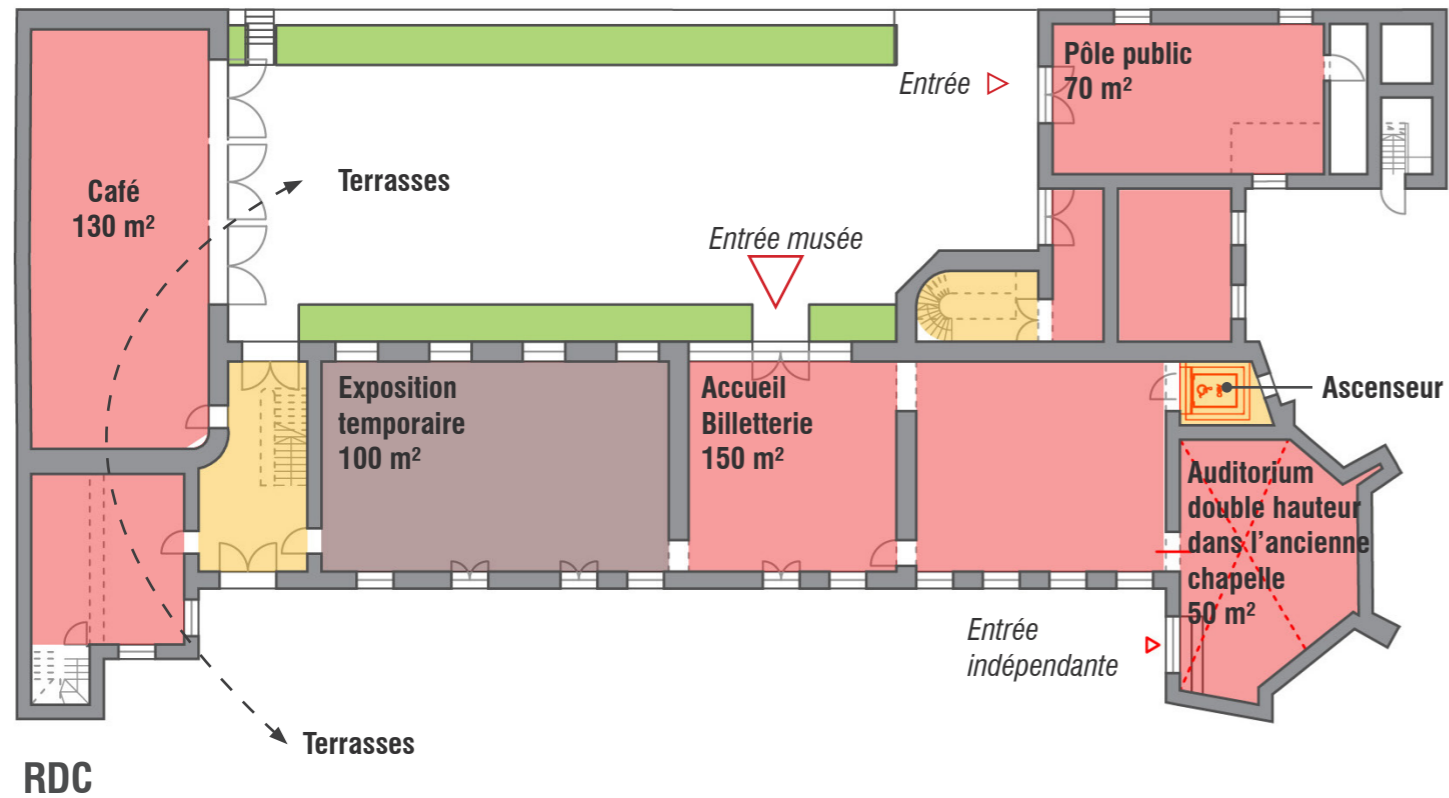 Pôle public
70 m²
Entrée
Café
130 m²
Terrasses
Entrée musée
Exposition
temporaire
100 m²
Accueil
Billetterie
150 m²
Ascenseur
Auditorium
double hauteur
dans l’ancienne
chapelle
50 m²
Entrée
indépendante
Terrasses
RDC